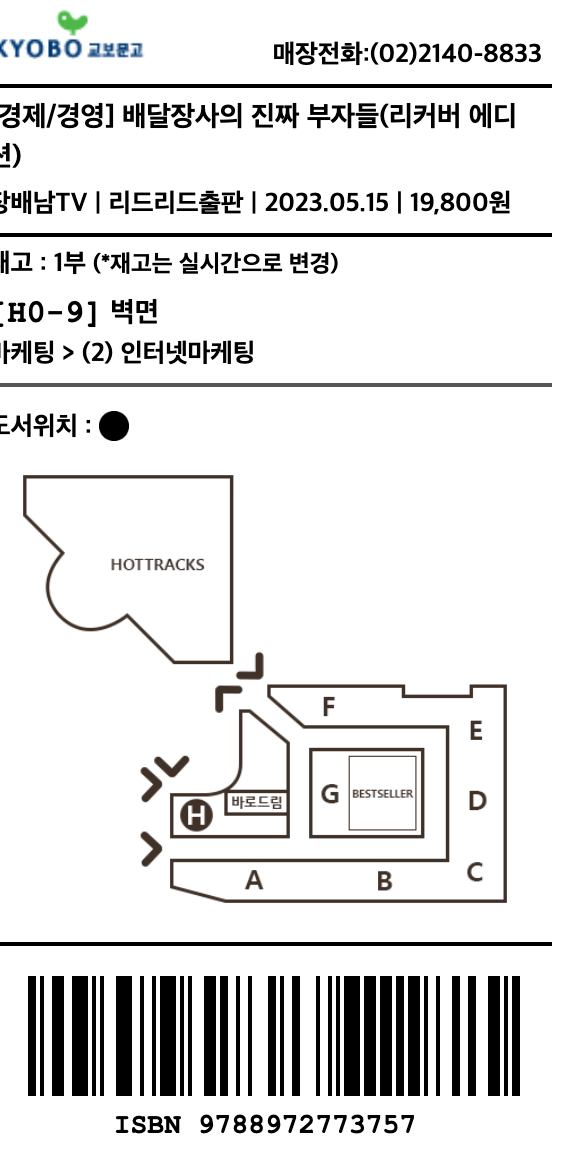 KYOBO 교보문고
매장전화:(02)2140-8833
[경제/경영] 배달장사의 진짜 부자들(리커버 에디
션)
장배남TV | 리드리드출판 | 2023.05.15 | 19,800원
재고 : 1부 (*재고는 실시간으로 변경)
[H0-9] 벽면
마케팅 > (2) 인터넷마케팅
도서위치 :
HOTTRACKS
F
E
G BESTSELLER
D
바로드림
H
C
A
B
ISBN 9788972773757